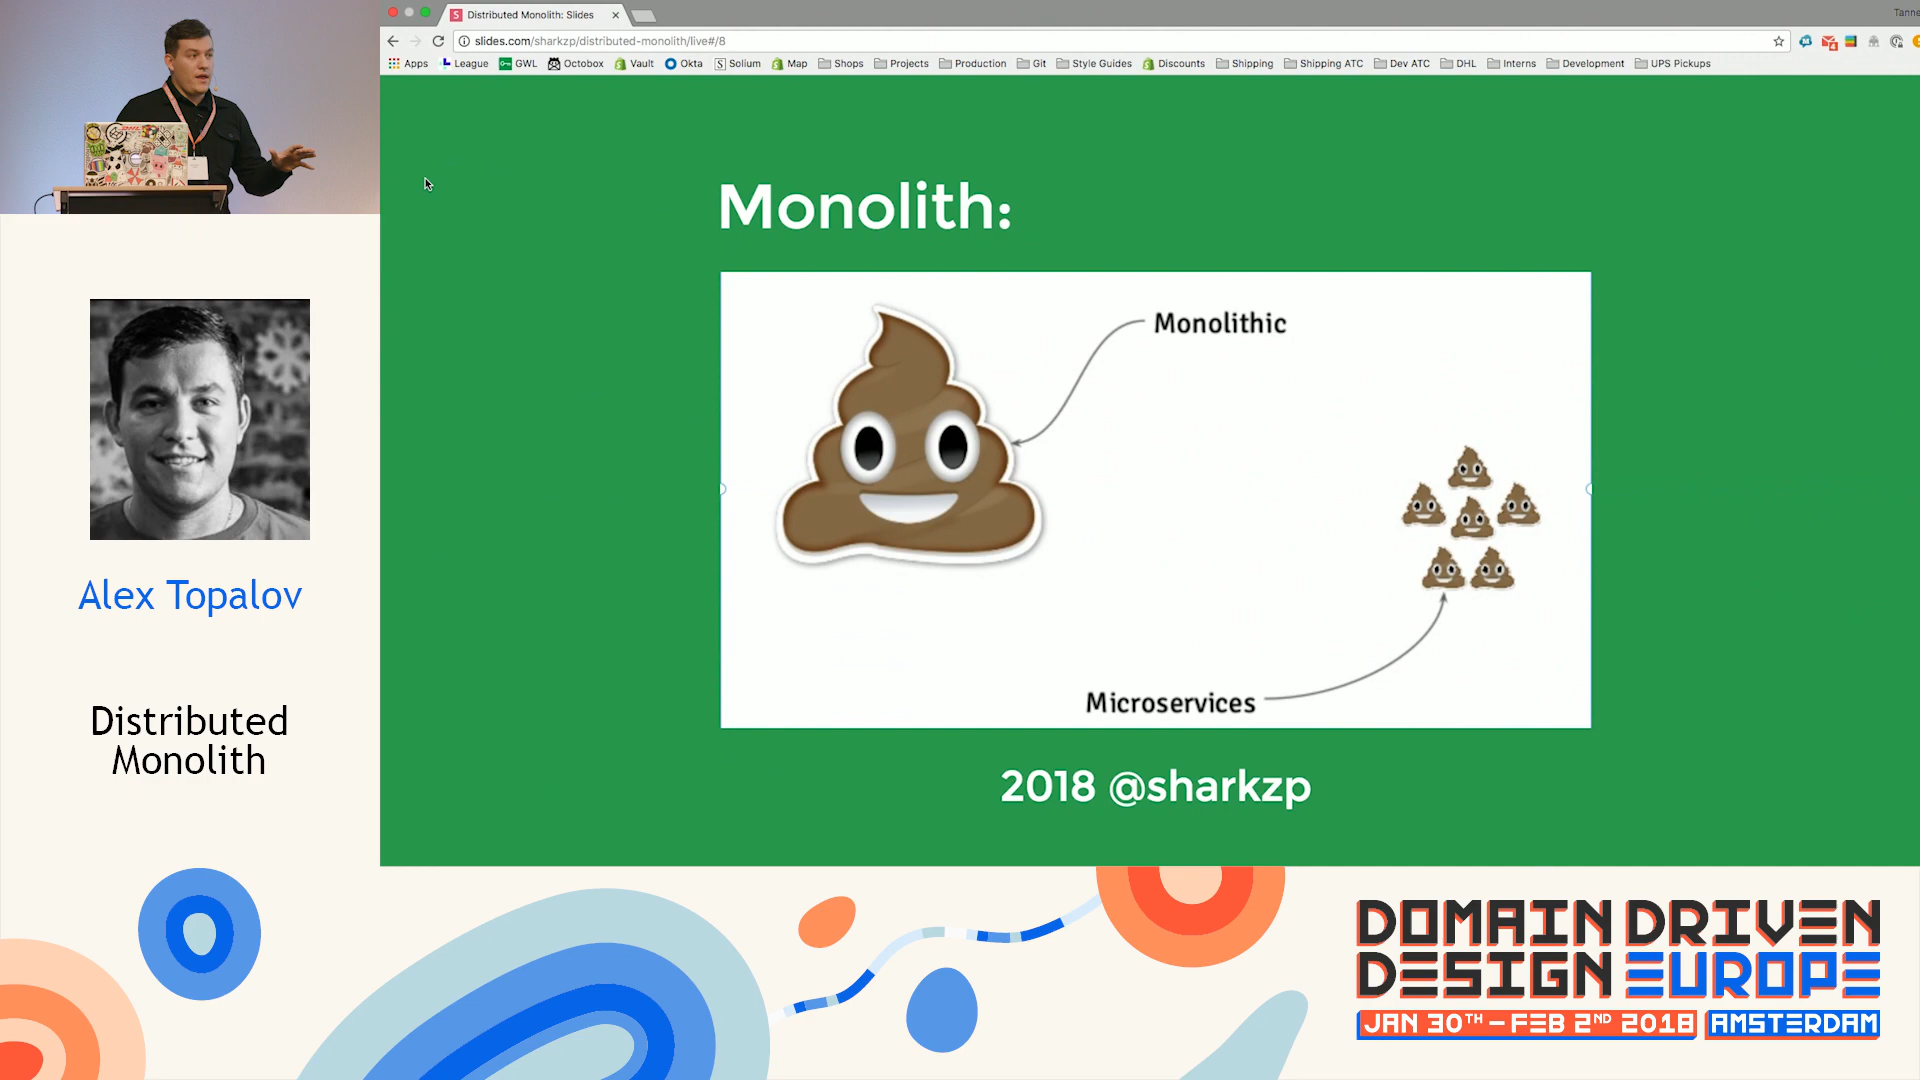 Distributed Monolith: Slides
Tanne
slides.com/sharkzp/distributed-monolith/live#/8
Apps League GWL Octobox Vault Okta Solium Map Shops Projects Production Git Style Guides Discounts Shipping Shipping ATC Dev ATC DHL Interns Development UPS Pickups
Monolith:
Monolithic
Microservices
2018 @sharkzp
Alex Topalov
Distributed
Monolith
DOMAIN DRIVEN
DESIGN EUROPE
JAN 30TH – FEB 2ND 2018 AMSTERDAM